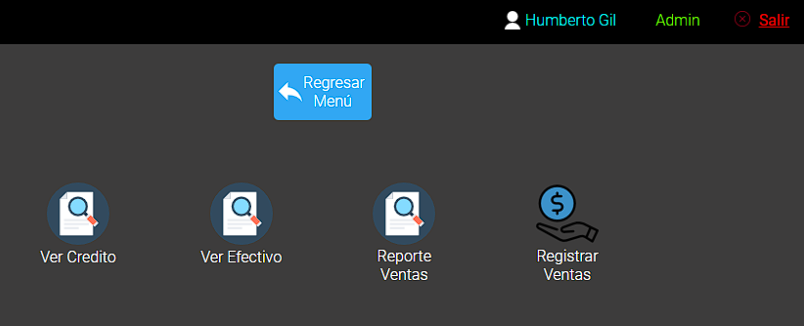 Humberto Gil Admin Salir
Regresar
Menú
Ver Credito Ver Efectivo Reporte Registrar
Ventas Ventas